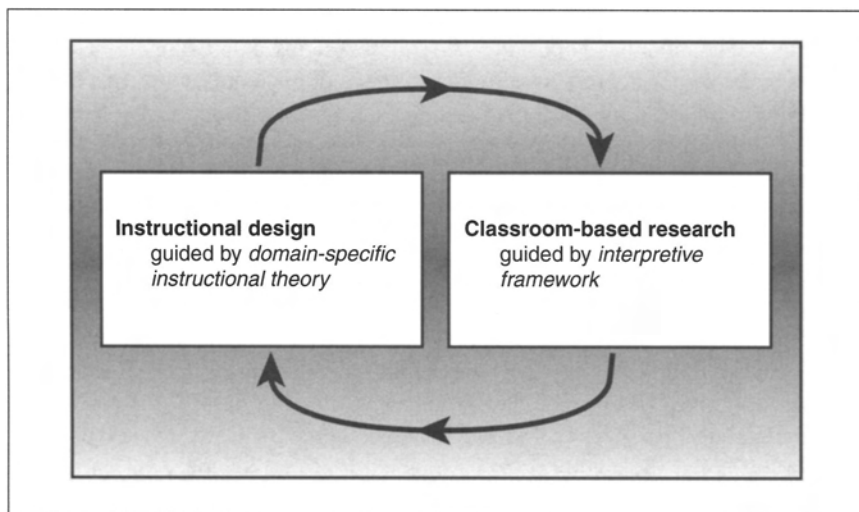 Instructional design
guided by domain-specific
instructional theory
Classroom-based research
guided by interpretive
framework